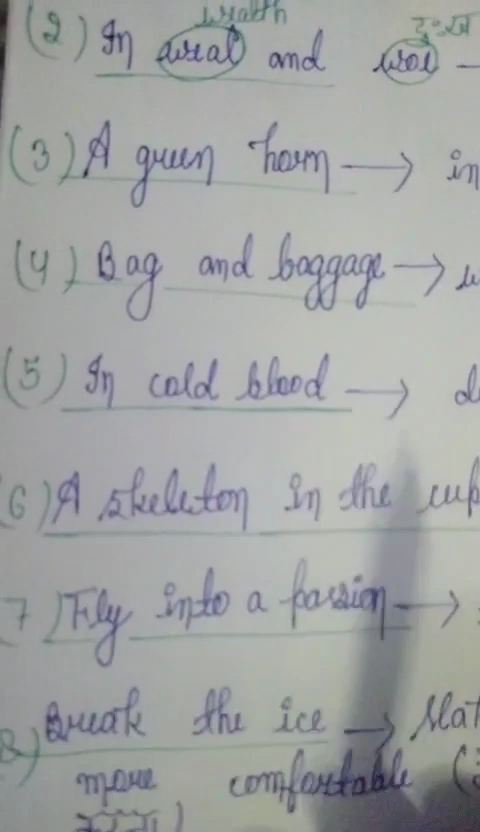 wealth दुःख
(2) In weal and woe –
(3) A green horn → in
(4) Bag and baggage →
(5) In cold blood → d
6) A skeleton in the cup
7) Fly into a passion →
8) Break the ice →
more comfortable (